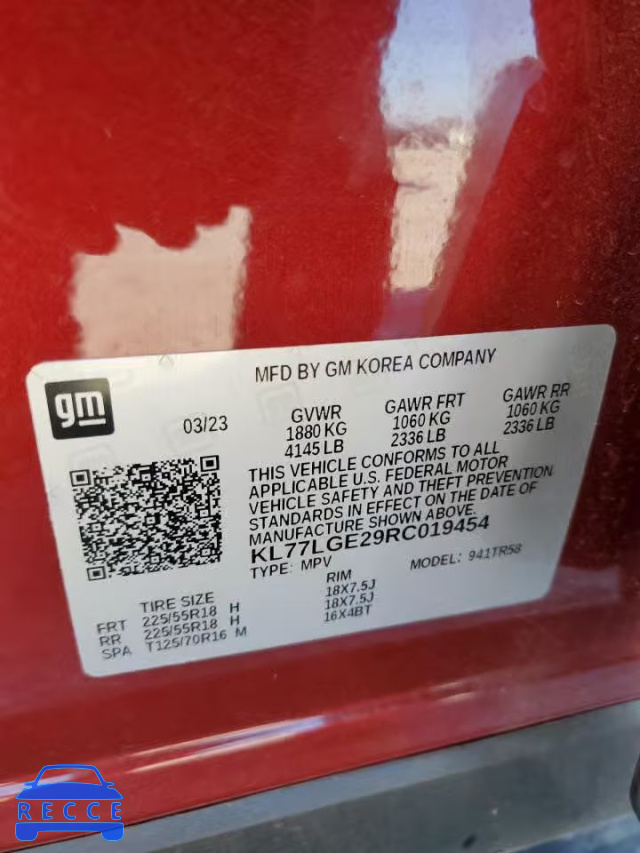 MFD BY GM KOREA COMPANY
gm
03/23
GVWR
1880 KG
4145 LB
GAWR FRT
1060 KG
2336 LB
GAWR RR
1060 KG
2336 LB
THIS VEHICLE CONFORMS TO ALL
APPLICABLE U.S. FEDERAL MOTOR
VEHICLE SAFETY AND THEFT PREVENTION
STANDARDS IN EFFECT ON THE DATE OF
MANUFACTURE SHOWN ABOVE.
KL77LGE29RC019454
TYPE: MPV
MODEL: 941TR58
TIRE SIZE
RIM
FRT 225/55R18 H 18X7.5J
RR 225/55R18 H 18X7.5J
SPA T125/70R16 M 16X4BT
RECCE